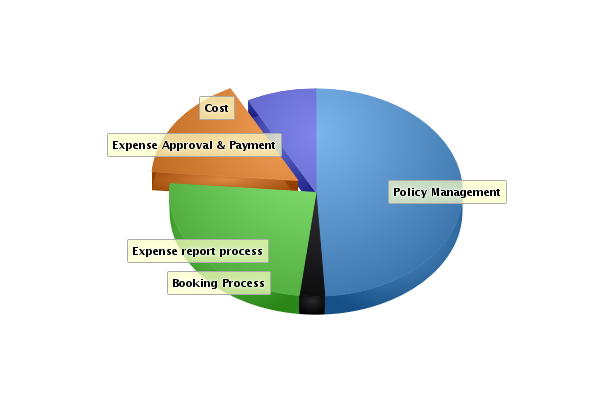 Cost
Expense Approval & Payment
Policy Management
Expense report process
Booking Process